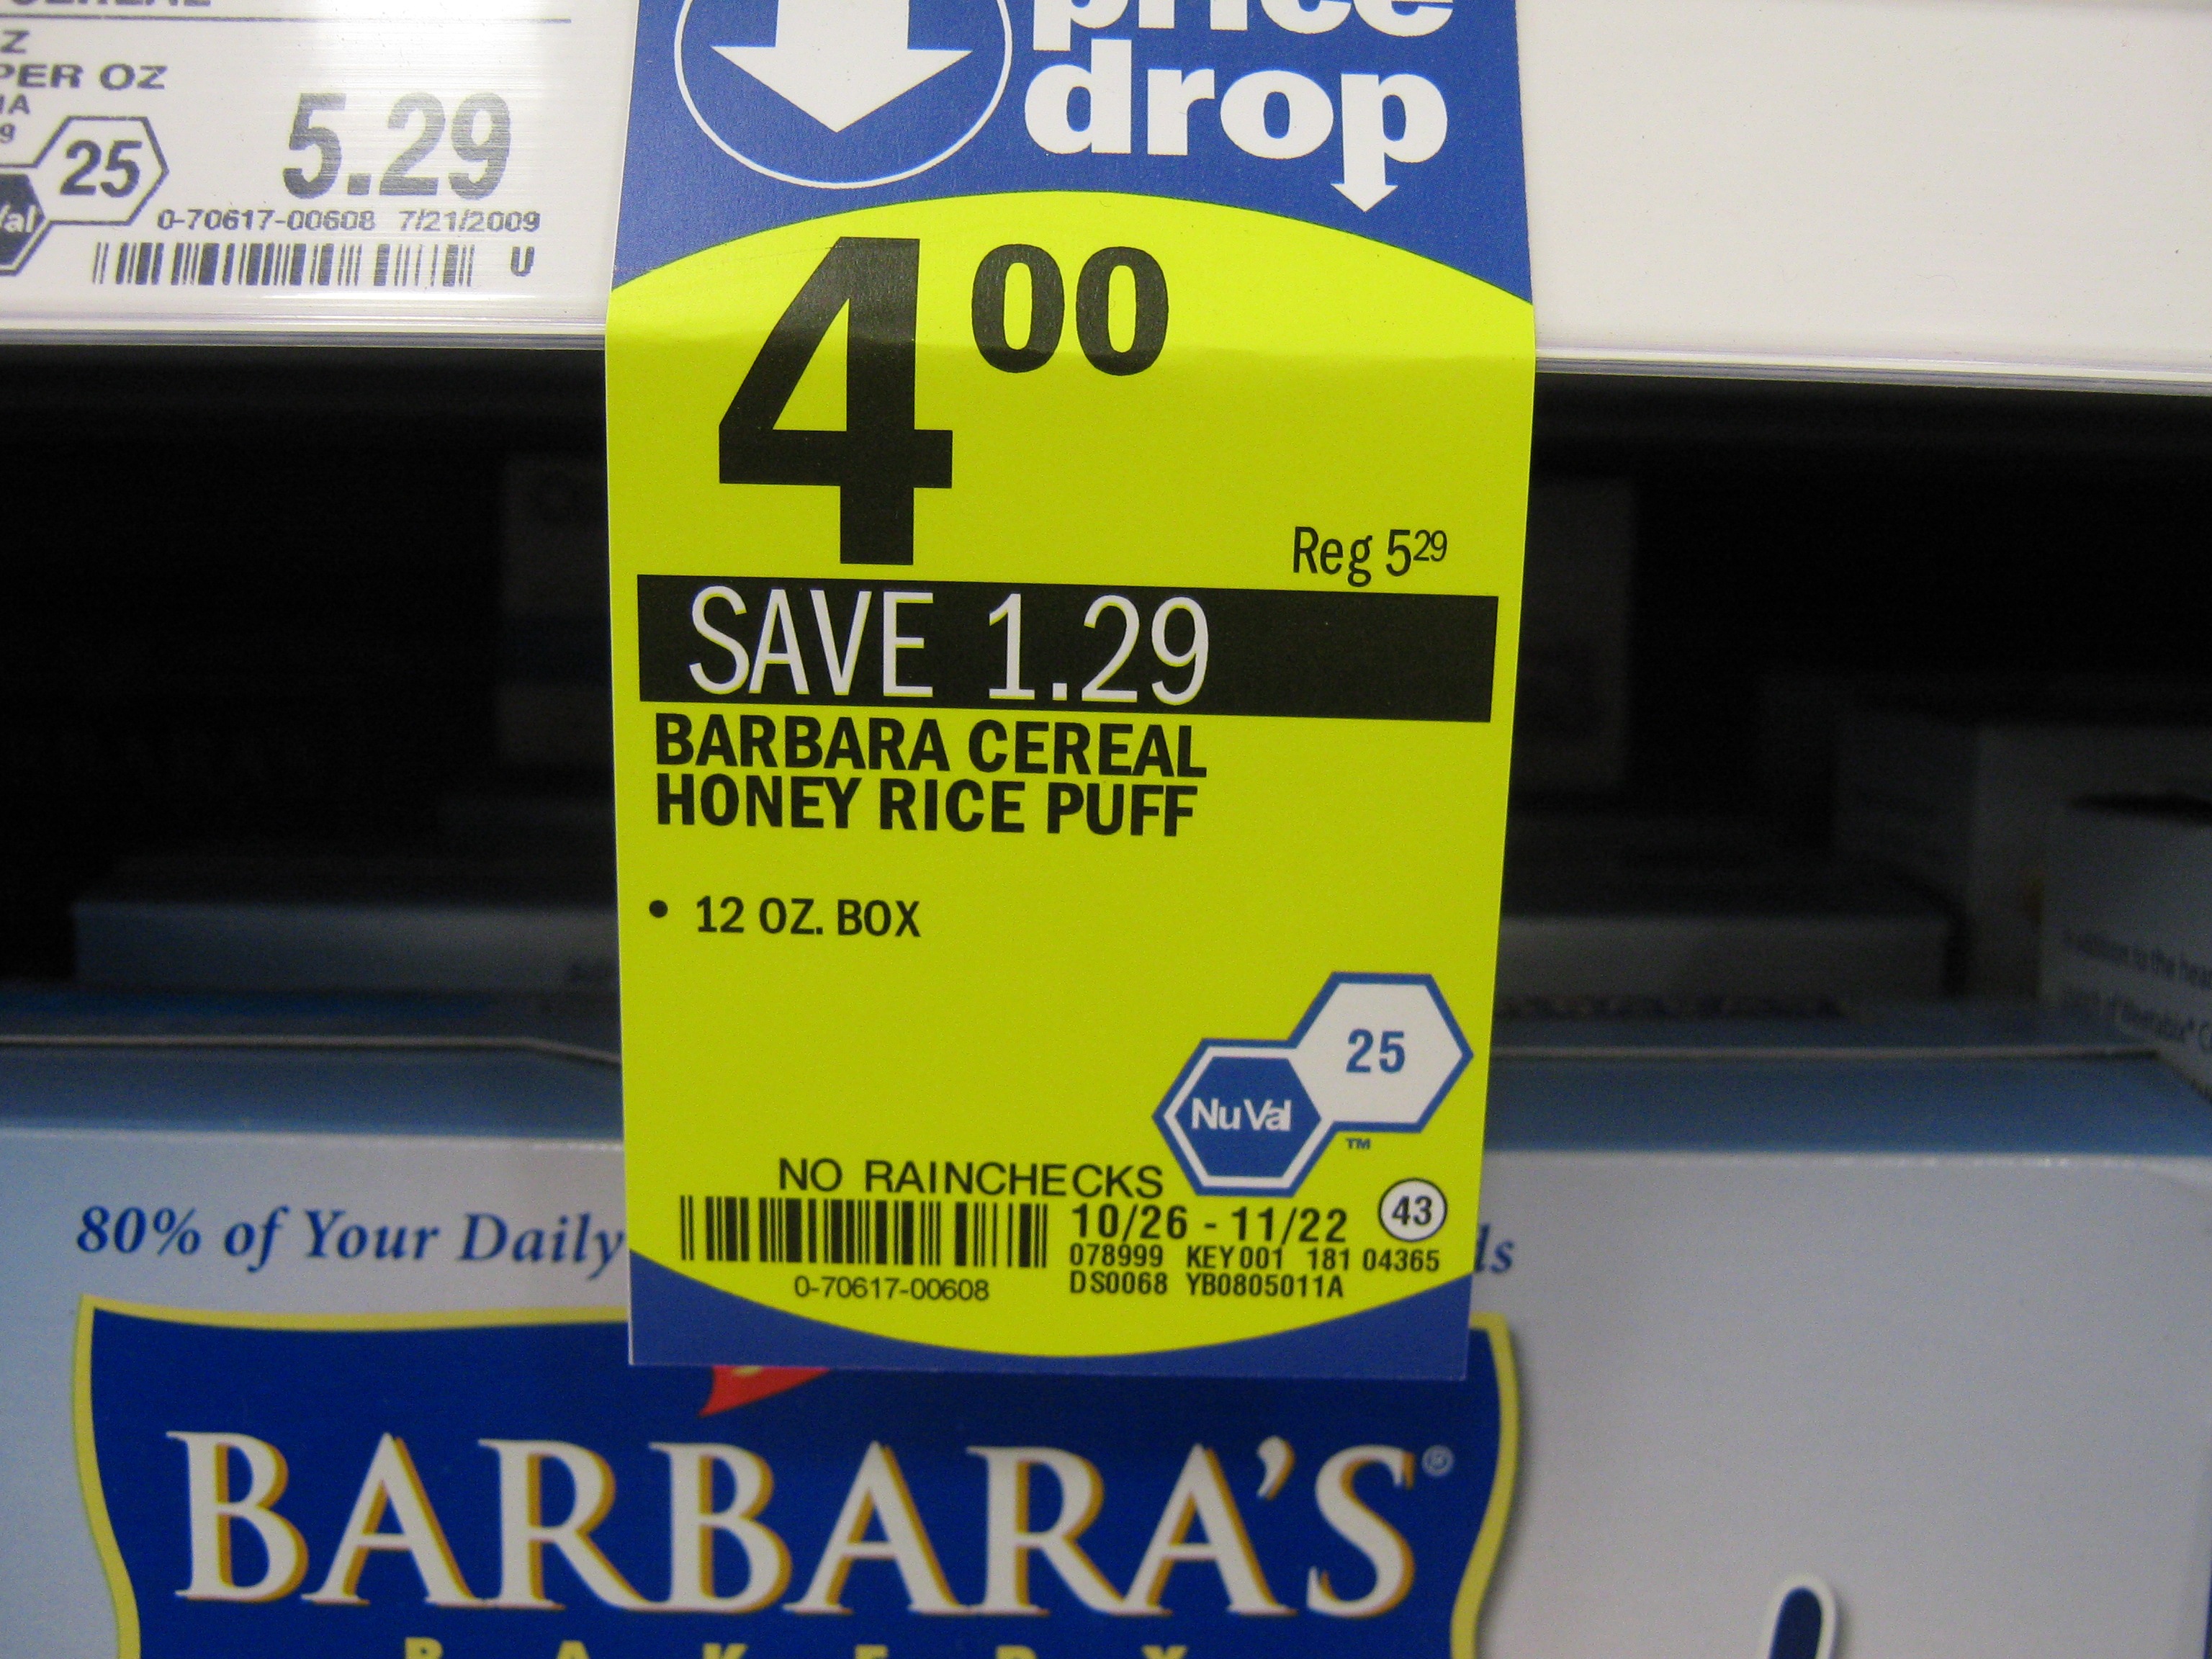 PER OZ
25
5.29
0-70617-00608 7/21/2009
U
price
drop
4 00
Reg 5 29
SAVE 1.29
BARBARA CEREAL
HONEY RICE PUFF
• 12 OZ. BOX
25
NuVal
TM
NO RAINCHECKS
10/26 - 11/22 43
078999 KEY001 181 04365
0-70617-00608
DS0068 YB0805011A
80% of Your Daily
BARBARA'S®
BAKERY